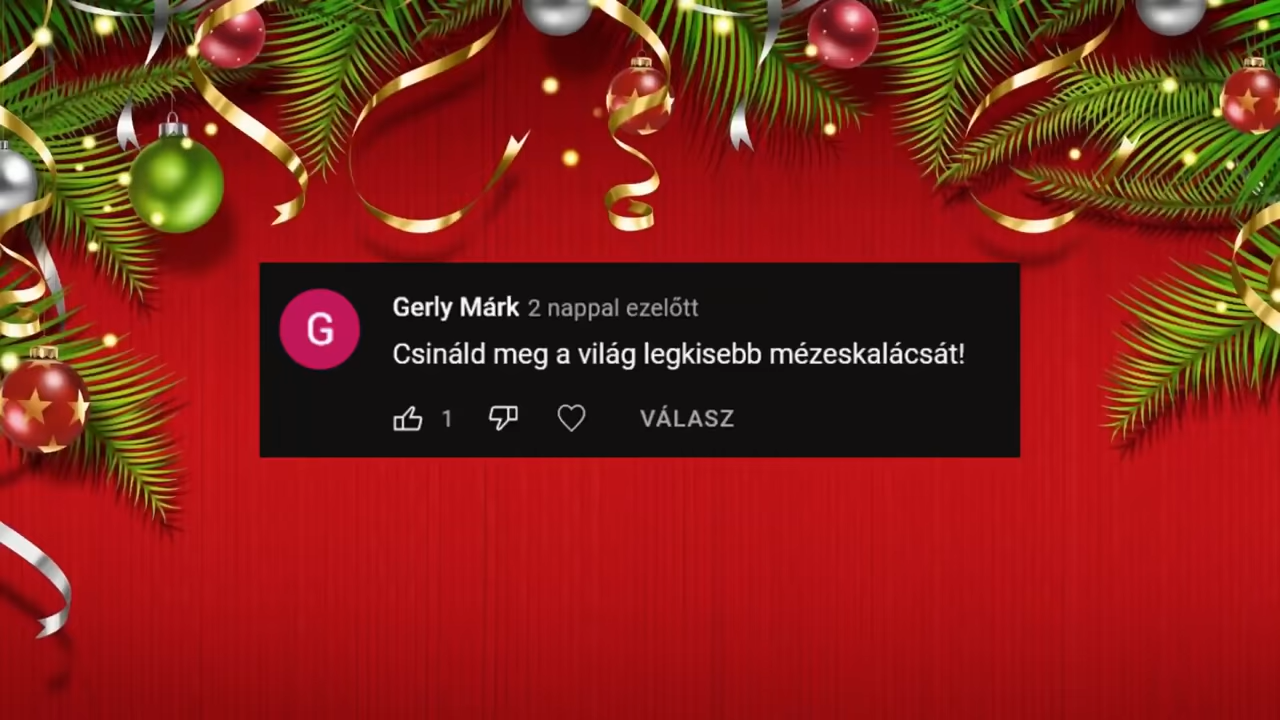 G
Gerly Márk 2 nappal ezelőtt
Csináld meg a világ legkisebb mézeskalácsát!
1 VÁLASZ